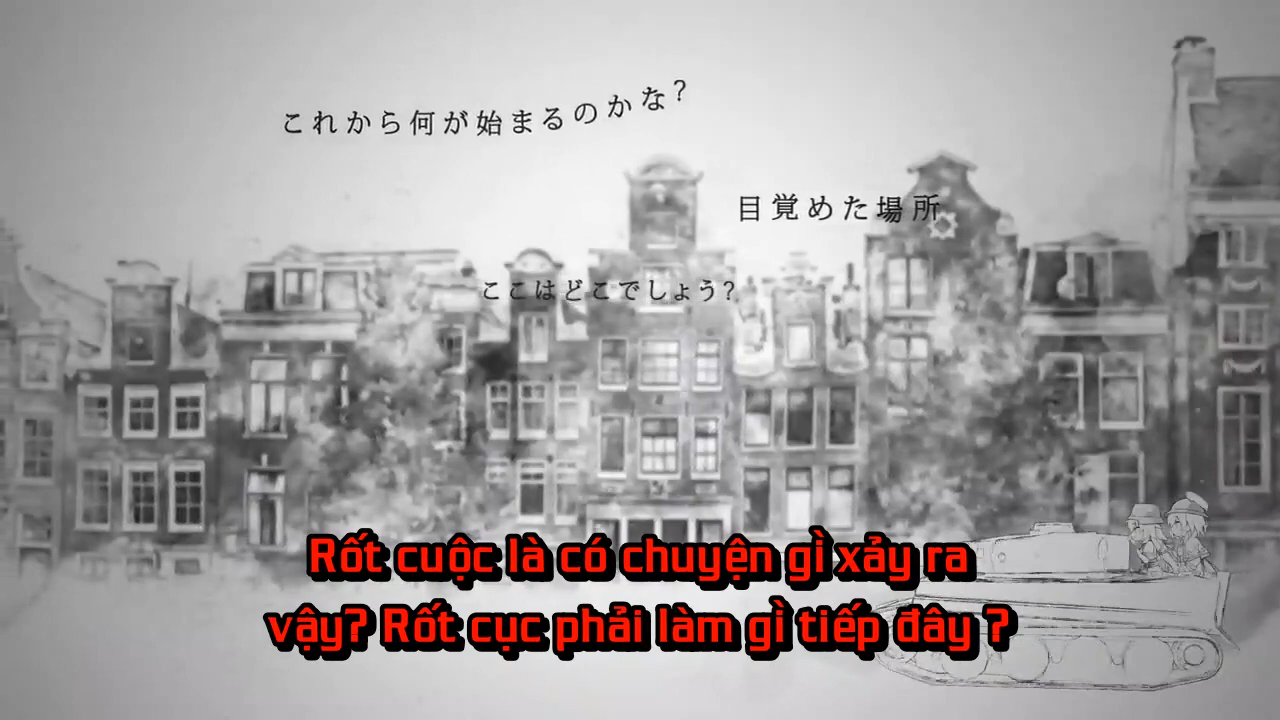 これから何が始まるのかな？
目覚めた場所
ここはどこでしょう？
Rốt cuộc là có chuyện gì xảy ra
vậy? Rốt cục phải làm gì tiếp đây ?